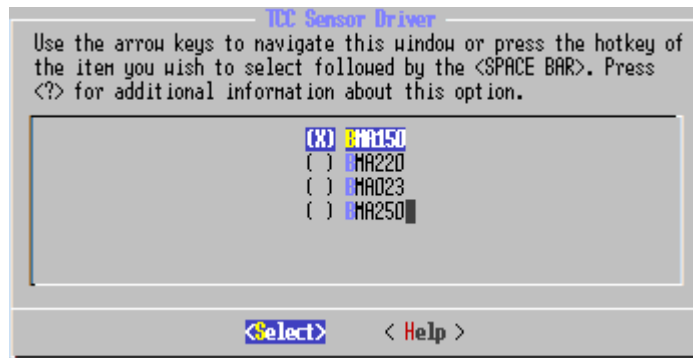 TCC Sensor Driver
Use the arrow keys to navigate this window or press the hotkey of
the item you wish to select followed by the <SPACE BAR>. Press
<?> for additional information about this option.
(X) BMA150
( ) BMA220
( ) BMA023
( ) BMA250
<Select> < Help >